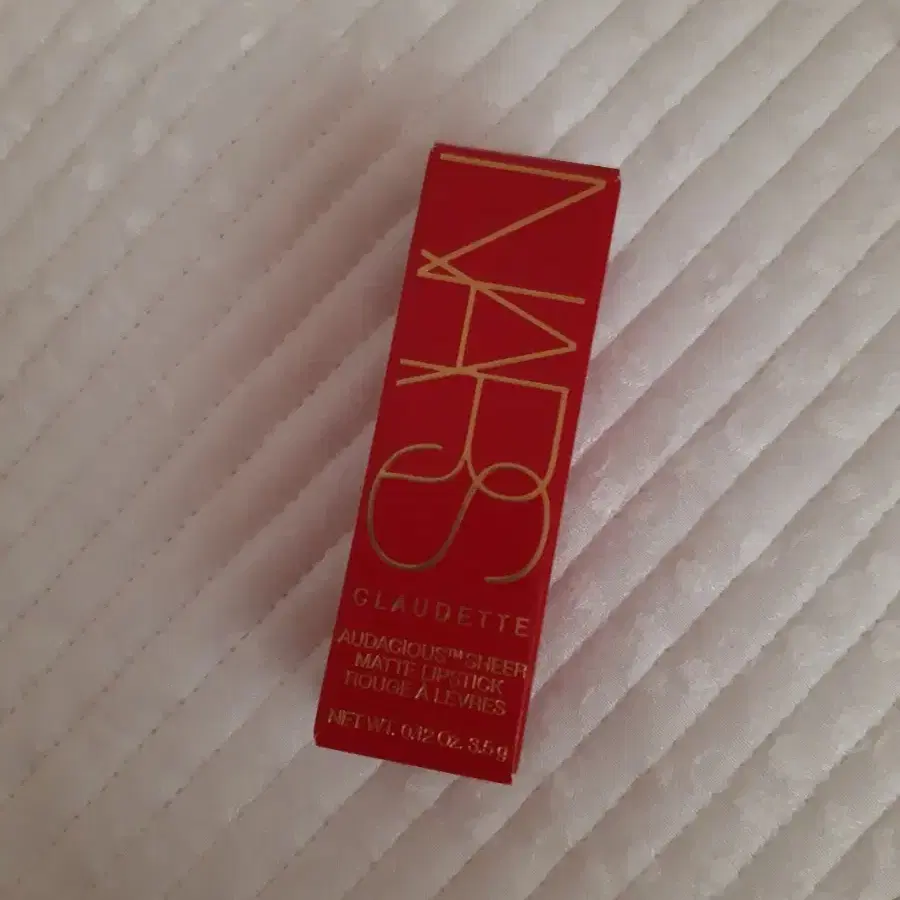 NARS
CLAUDETTE
AUDACIOUS™ SHEER
MATTE LIPSTICK
ROUGE À LÈVRES
NET WT. 0.12 OZ. 3.5 g